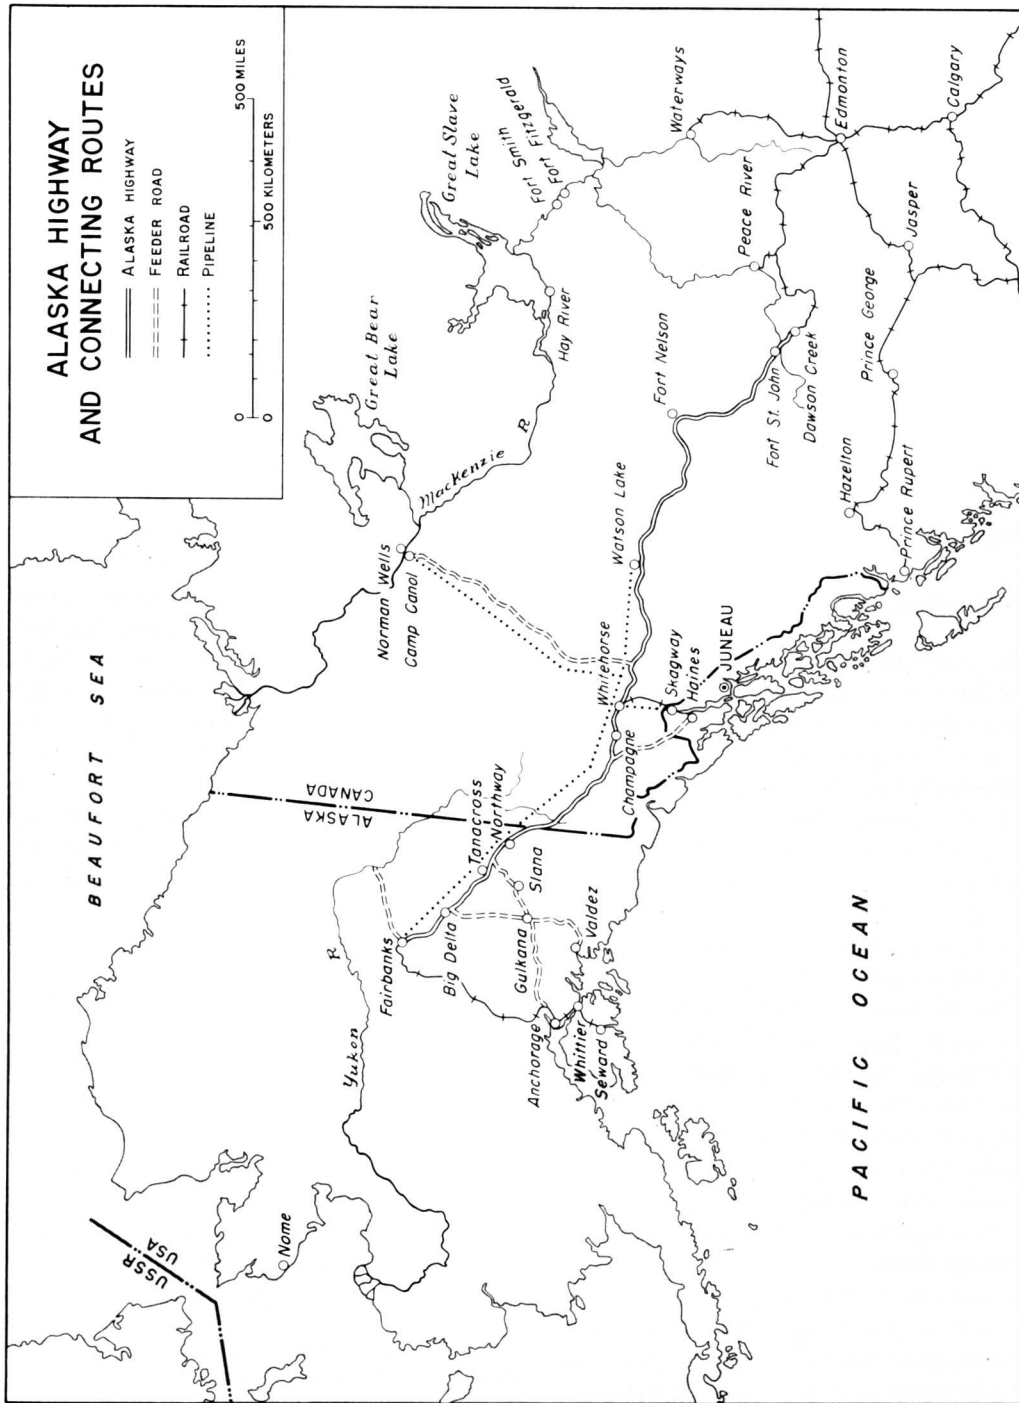 ALASKA HIGHWAY
AND CONNECTING ROUTES
ALASKA HIGHWAY
FEEDER ROAD
RAILROAD
PIPELINE
0 500 MILES
0 500 KILOMETERS
BEAUFORT SEA
USSR
USA
Nome
Yukon R
ALASKA
CANADA
Fairbanks
Big Delta
Tanacross
Northway
Slana
Gulkana
Valdez
Anchorage
Whittier
Seward
Norman Wells
Camp Canol
Great Bear
Lake
Mackenzie R
Great Slave
Lake
Hay River
Fort Smith
Fort Fitzgerald
Champagne
Whitehorse
Skagway
Haines
JUNEAU
Watson Lake
Fort Nelson
Fort St. John
Dawson Creek
Peace River
Waterways
Edmonton
Calgary
Jasper
Prince George
Hazelton
Prince Rupert
PACIFIC OCEAN